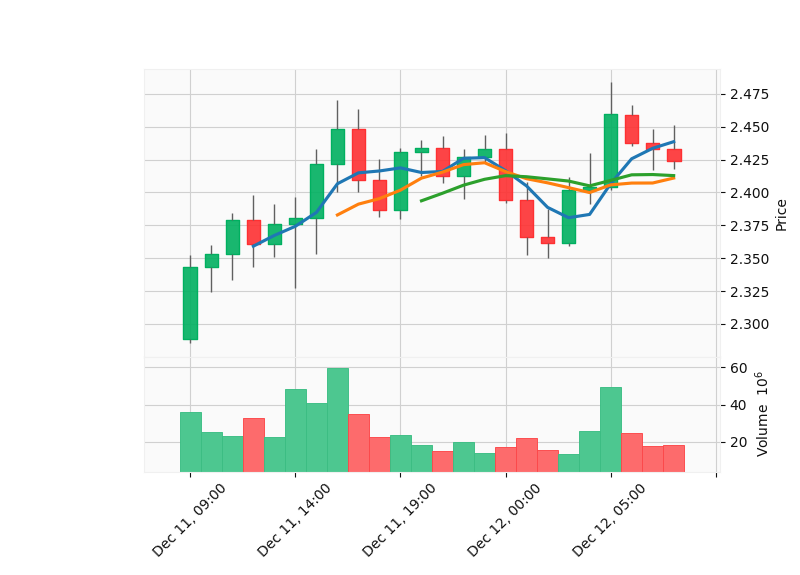 2.475
2.450
2.425
2.400
2.375
2.350
2.325
2.300
Price
60
40
20
Volume 10⁶
Dec 11, 09:00
Dec 11, 14:00
Dec 11, 19:00
Dec 12, 00:00
Dec 12, 05:00